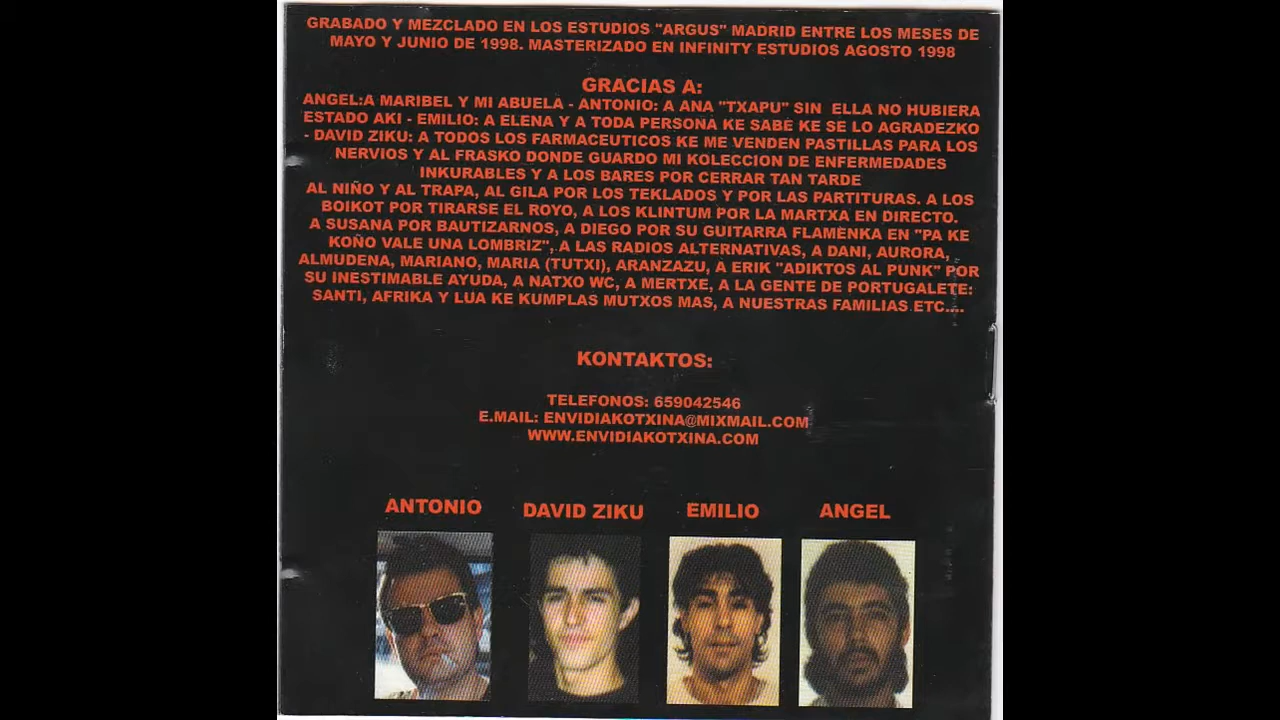 GRABADO Y MEZCLADO EN LOS ESTUDIOS "ARGUS" MADRID ENTRE LOS MESES DE
MAYO Y JUNIO DE 1998. MASTERIZADO EN INFINITY ESTUDIOS AGOSTO 1998
GRACIAS A:
ANGEL:A MARIBEL Y MI ABUELA - ANTONIO: A ANA "TXAPU" SIN ELLA NO HUBIERA
ESTADO AKI - EMILIO: A ELENA Y A TODA PERSONA KE SABE KE SE LO AGRADEZKO
- DAVID ZIKU: A TODOS LOS FARMACEUTICOS KE ME VENDEN PASTILLAS PARA LOS
NERVIOS Y AL FRASKO DONDE GUARDO MI KOLECCION DE ENFERMEDADES
INKURABLES Y A LOS BARES POR CERRAR TAN TARDE
AL NIÑO Y AL TRAPA, AL GILA POR LOS TEKLADOS Y POR LAS PARTITURAS. A LOS
BOIKOT POR TIRARSE EL ROYO, A LOS KLINTUM POR LA MARTXA EN DIRECTO.
A SUSANA POR BAUTIZARNOS, A DIEGO POR SU GUITARRA FLAMENKA EN "PA KE
KOÑO VALE UNA LOMBRIZ", A LAS RADIOS ALTERNATIVAS, A DANI, AURORA,
ALMUDENA, MARIANO, MARIA (TUTXI), ARANZAZU, A ERIK "ADIKTOS AL PUNK" POR
SU INESTIMABLE AYUDA, A NATXO WC, A MERTXE, A LA GENTE DE PORTUGALETE:
SANTI, AFRIKA Y LUA KE KUMPLAS MUTXOS MAS, A NUESTRAS FAMILIAS ETC....
KONTAKTOS:
TELEFONOS: 659042546
E.MAIL: ENVIDIAKOTXINA@MIXMAIL.COM
WWW.ENVIDIAKOTXINA.COM
ANTONIO DAVID ZIKU EMILIO ANGEL